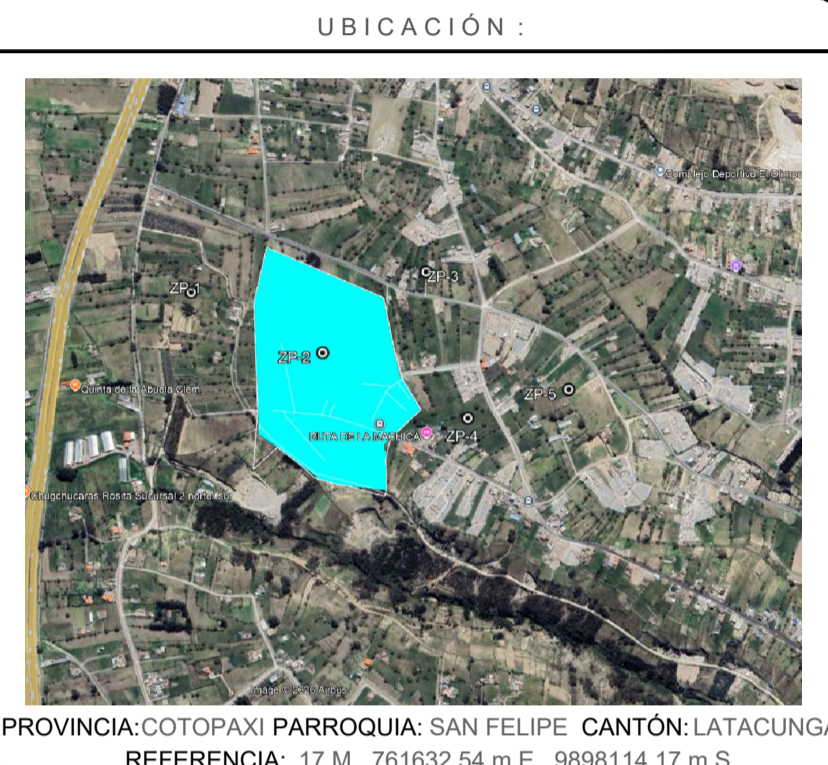 UBICACIÓN :
Complejo Deportivo El Olimpo
ZP-3
ZP-1
ZP-2
Quinta de la Abuela Clem
ZP-5
RUTA DE LA MACHICA
ZP-4
Chugchucaras Rosita Sucursal 2 norte sur
Image © 2026 Airbus
PROVINCIA: COTOPAXI PARROQUIA: SAN FELIPE CANTÓN: LATACUNGA
REFERENCIA: 17 M 761632.54 m E 9898114.17 m S